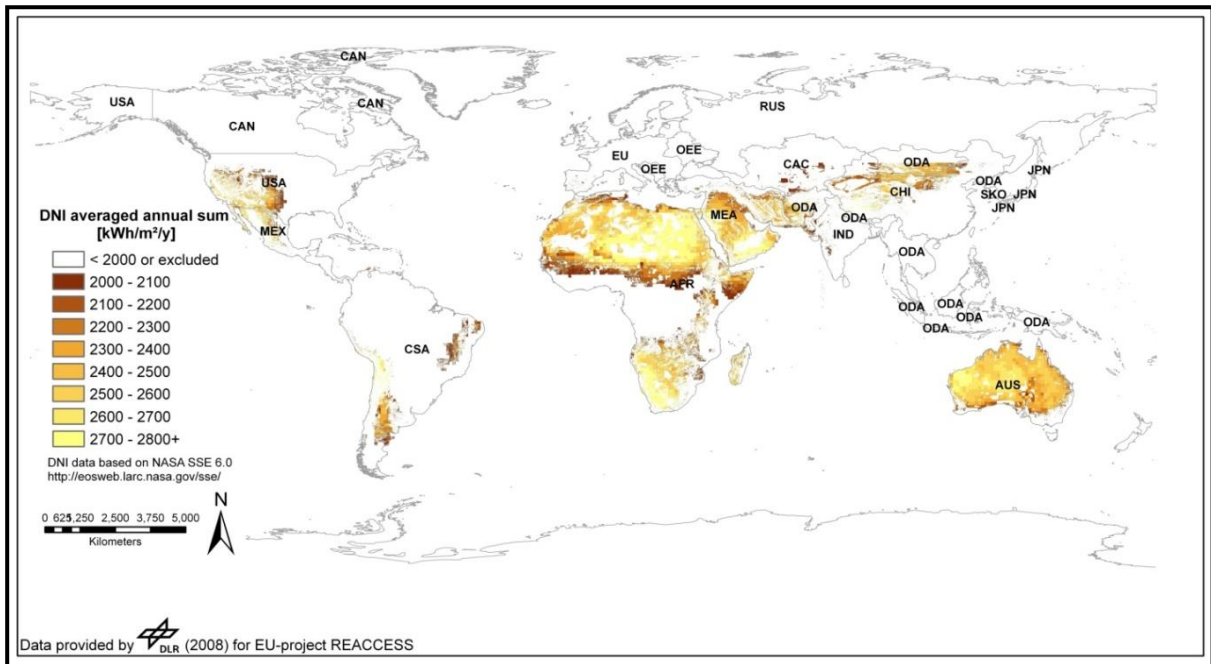 CAN
USA
CAN
CAN
RUS
EU
OEE
OEE
CAC
ODA
JPN
USA
CHI
ODA
SKO
JPN
JPN
MEX
MEA
ODA
ODA
IND
ODA
AFR
ODA
ODA
ODA
ODA
ODA
CSA
AUS
DNI averaged annual sum
[kWh/m²/y]
< 2000 or excluded
2000 - 2100
2100 - 2200
2200 - 2300
2300 - 2400
2400 - 2500
2500 - 2600
2600 - 2700
2700 - 2800+
DNI data based on NASA SSE 6.0
http://eosweb.larc.nasa.gov/sse/
N
0 625 1,250 2,500 3,750 5,000
Kilometers
Data provided by DLR (2008) for EU-project REACCESS